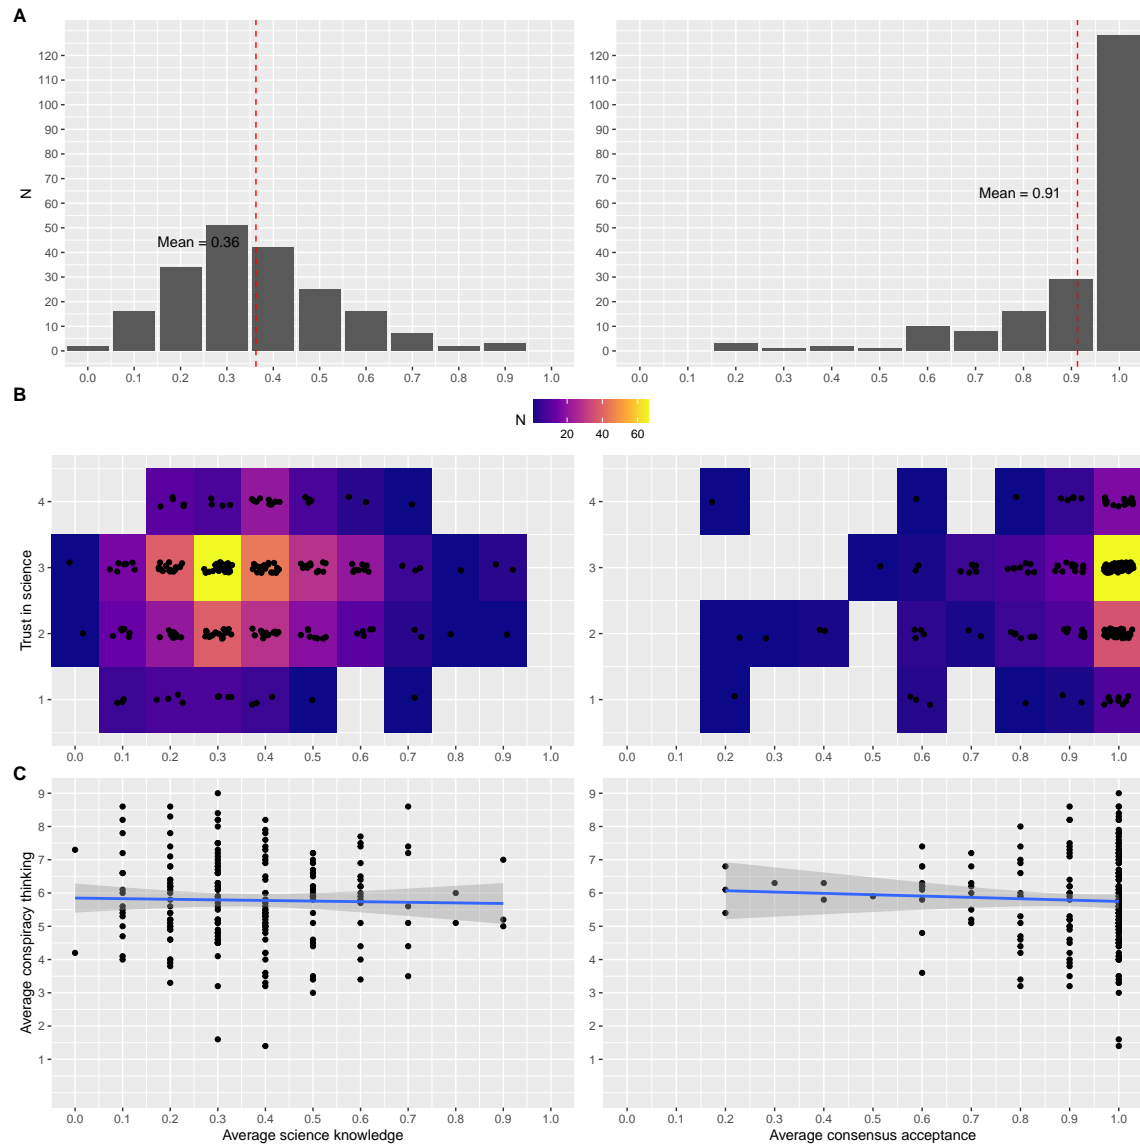 A
N
120
110
100
90
80
70
60
50
40
30
20
10
0
Mean = 0.36
0.0 0.1 0.2 0.3 0.4 0.5 0.6 0.7 0.8 0.9 1.0
120
110
100
90
80
70
60
50
40
30
20
10
0
Mean = 0.91
0.0 0.1 0.2 0.3 0.4 0.5 0.6 0.7 0.8 0.9 1.0
B
N
20 40 60
Trust in science
4
3
2
1
0.0 0.1 0.2 0.3 0.4 0.5 0.6 0.7 0.8 0.9 1.0
4
3
2
1
0.0 0.1 0.2 0.3 0.4 0.5 0.6 0.7 0.8 0.9 1.0
C
Average conspiracy thinking
9
8
7
6
5
4
3
2
1
0.0 0.1 0.2 0.3 0.4 0.5 0.6 0.7 0.8 0.9 1.0
Average science knowledge
9
8
7
6
5
4
3
2
1
0.0 0.1 0.2 0.3 0.4 0.5 0.6 0.7 0.8 0.9 1.0
Average consensus acceptance